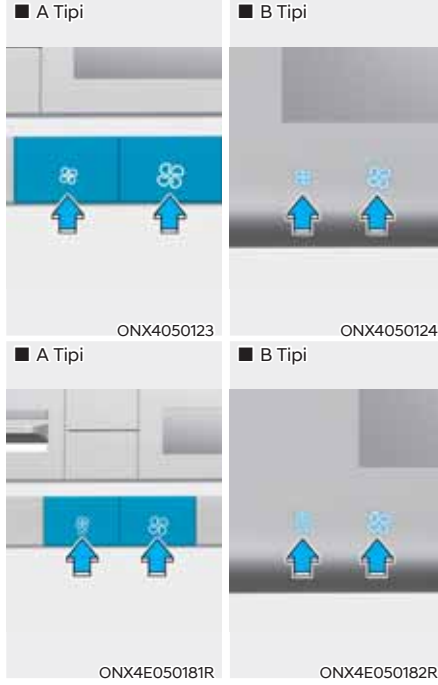 ■ A Tipi
■ B Tipi
ONX4050123
ONX4050124
■ A Tipi
■ B Tipi
ONX4E050181R
ONX4E050182R